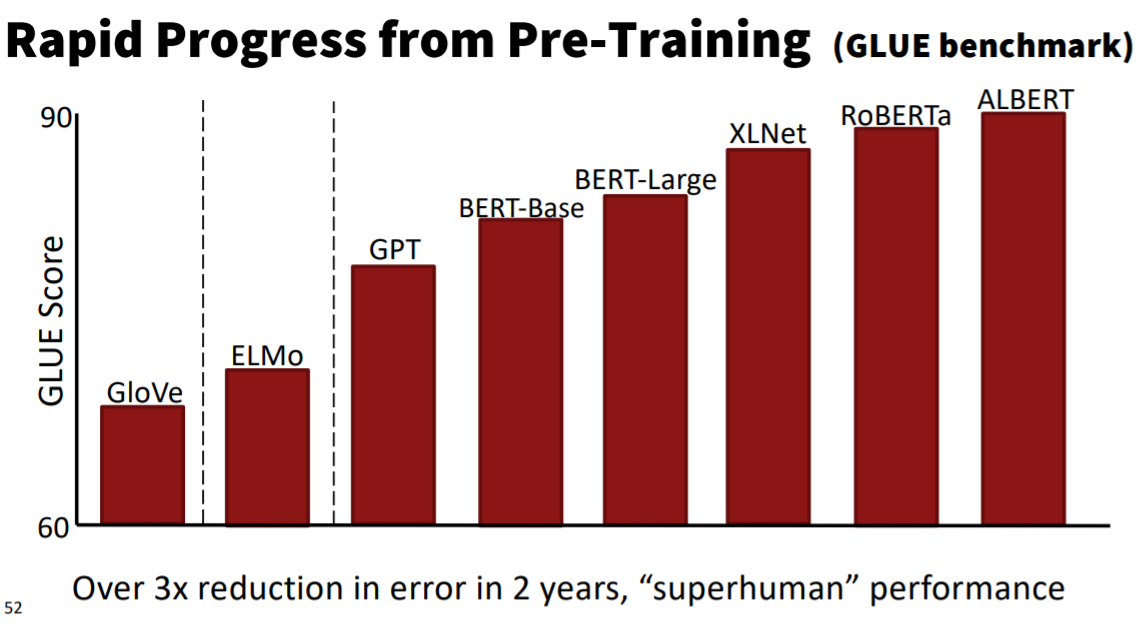 Rapid Progress from Pre-Training (GLUE benchmark)
90
GLUE Score
60
GloVe
ELMo
GPT
BERT-Base
BERT-Large
XLNet
RoBERTa
ALBERT
Over 3x reduction in error in 2 years, “superhuman” performance
52